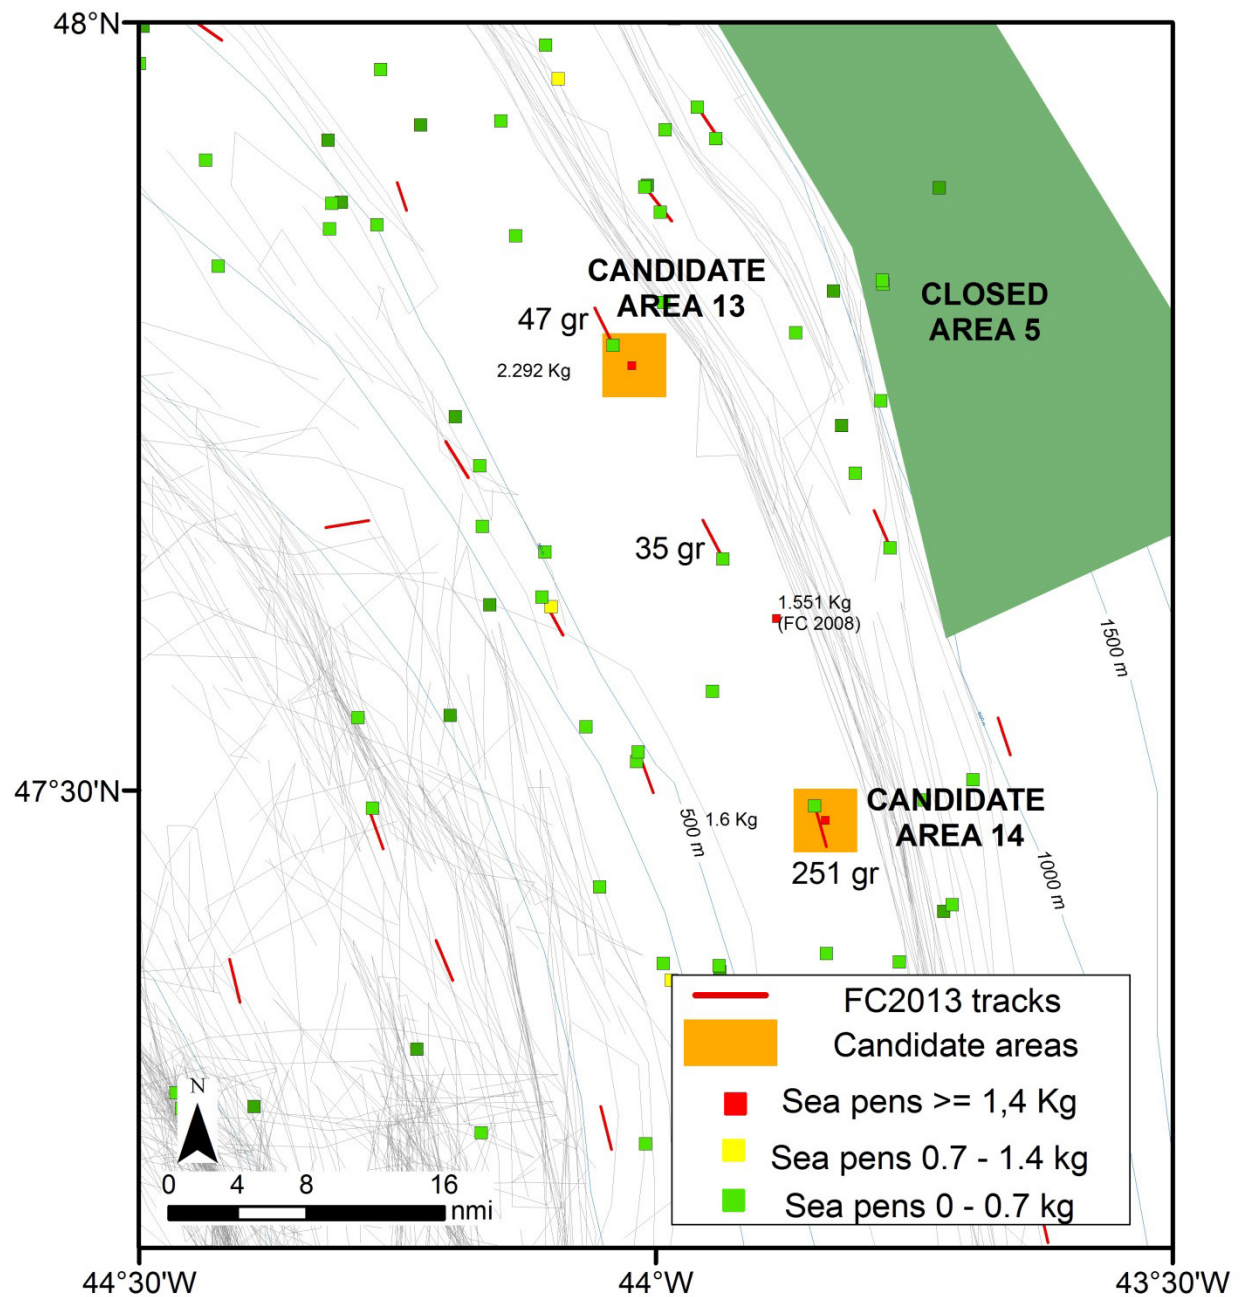 48°N
CANDIDATE
AREA 13
CLOSED
AREA 5
47 gr
2.292 Kg
35 gr
1.551 Kg
(FC 2008)
1500 m
47°30'N
CANDIDATE
AREA 14
1.6 Kg
500 m
251 gr
1000 m
FC2013 tracks
Candidate areas
Sea pens >= 1,4 Kg
Sea pens 0.7 - 1.4 kg
Sea pens 0 - 0.7 kg
N
0 4 8 16
nmi
44°30'W 44°W 43°30'W